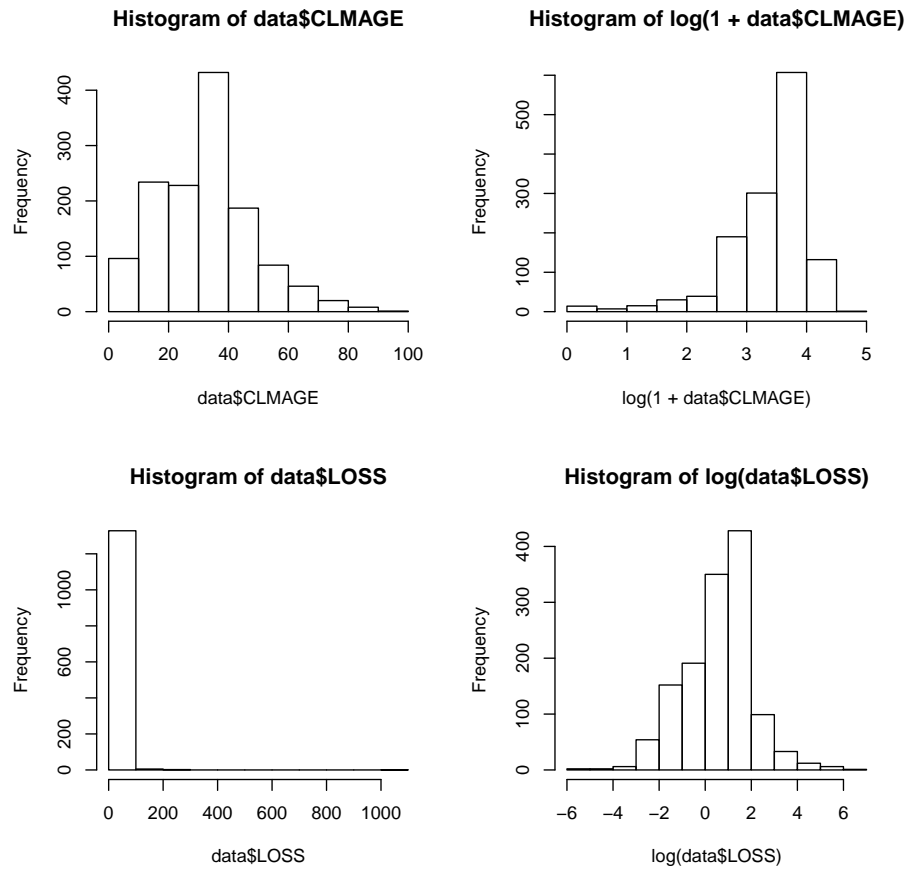 Histogram of data$CLMAGE
Frequency
400
300
200
100
0
0 20 40 60 80 100
data$CLMAGE
Histogram of log(1 + data$CLMAGE)
Frequency
500
300
100
0
0 1 2 3 4 5
log(1 + data$CLMAGE)
Histogram of data$LOSS
Frequency
1000
600
200
0
0 200 400 600 800 1000
data$LOSS
Histogram of log(data$LOSS)
Frequency
400
300
200
100
0
−6 −4 −2 0 2 4 6
log(data$LOSS)